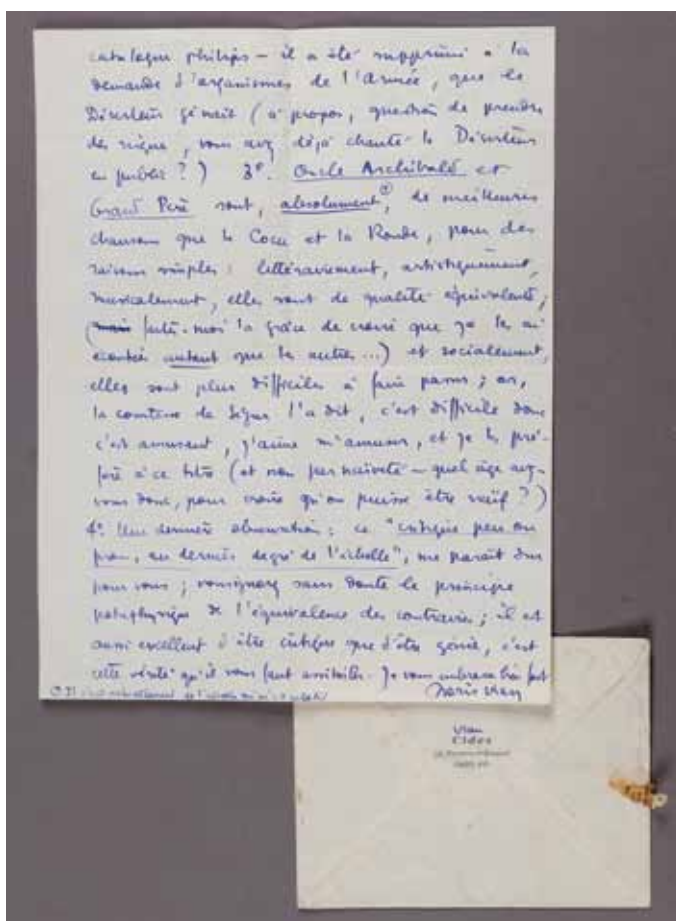 catalogue philips – il a été supprimé à la
demande d'organismes de l'Armée, que le
Déserteur gênait (à propos, question de prendre
des risques, vous avez déjà chanté le Déserteur
en public ?) 3°. Oncle Archibald et
Grand Père sont, absolument, de meilleures
chansons que le Cocu et la Ronde, pour des
raisons simples : littérairement, artistiquement,
musicalement, elles sont de qualité équivalente,
(mais faites-moi la grâce de croire que je les ai
écoutées autant que les autres...) et socialement,
elles sont plus difficiles à faire passer ; or,
la comtesse de Ségur l'a dit, c'est difficile donc
c'est amusant, j'aime m'amuser, et je les pré-
fère à ce titre (et non par naïveté – quel âge avez-
vous donc, pour croire qu'on puisse être naïf ?)
4° Une dernière observation : ce "critique peu ou
prou, au dernier degré de l'échelle", me paraît dur
pour vous ; vous ignorez sans doute le principe
pataphysique de l'équivalence des contraires ; il est
aussi excellent d'être critique que d'être génie, c'est
cette vérité qu'il vous faut assimiler. Je vous embrasse très fort
Boris Vian
Vian
Cidex